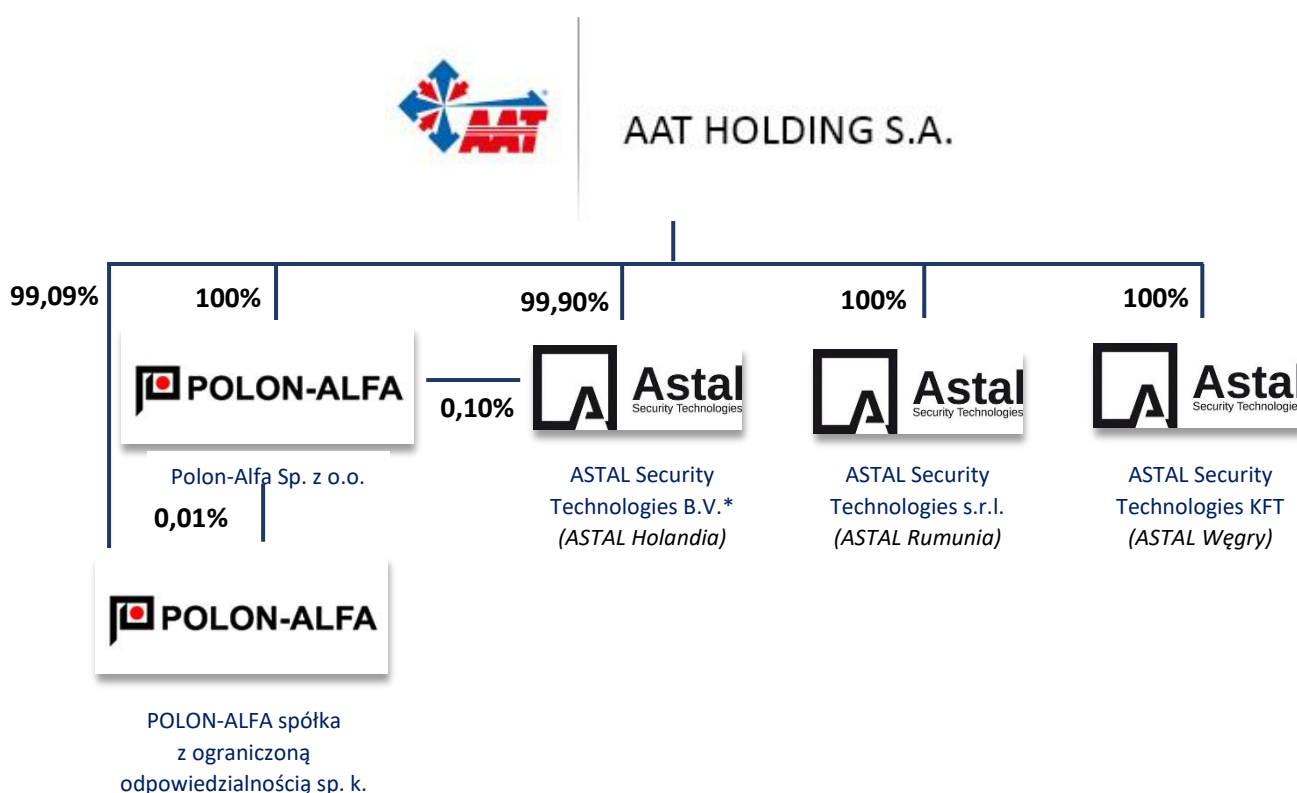 AAT
AAT HOLDING S.A.
99,09%
100%
99,90%
100%
100%
POLON-ALFA
0,10%
Astal
Security Technologies
Astal
Security Technologies
Asta
Security Technologie
Polon-Alfa Sp. z o.o.
ASTAL Security
Technologies B.V.*
(ASTAL Holandia)
ASTAL Security
Technologies s.r.l.
(ASTAL Rumunia)
ASTAL Security
Technologies KFT
(ASTAL Węgry)
0,01%
POLON-ALFA
POLON-ALFA spółka
z ograniczoną
odpowiedzialnością sp. k.